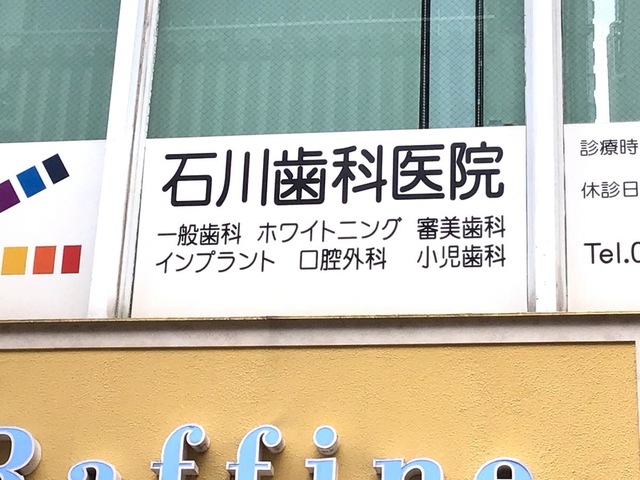 石川歯科医院
一般歯科 ホワイトニング 審美歯科
インプラント 口腔外科 小児歯科
診療時
休診日
Tel.0
Raffine